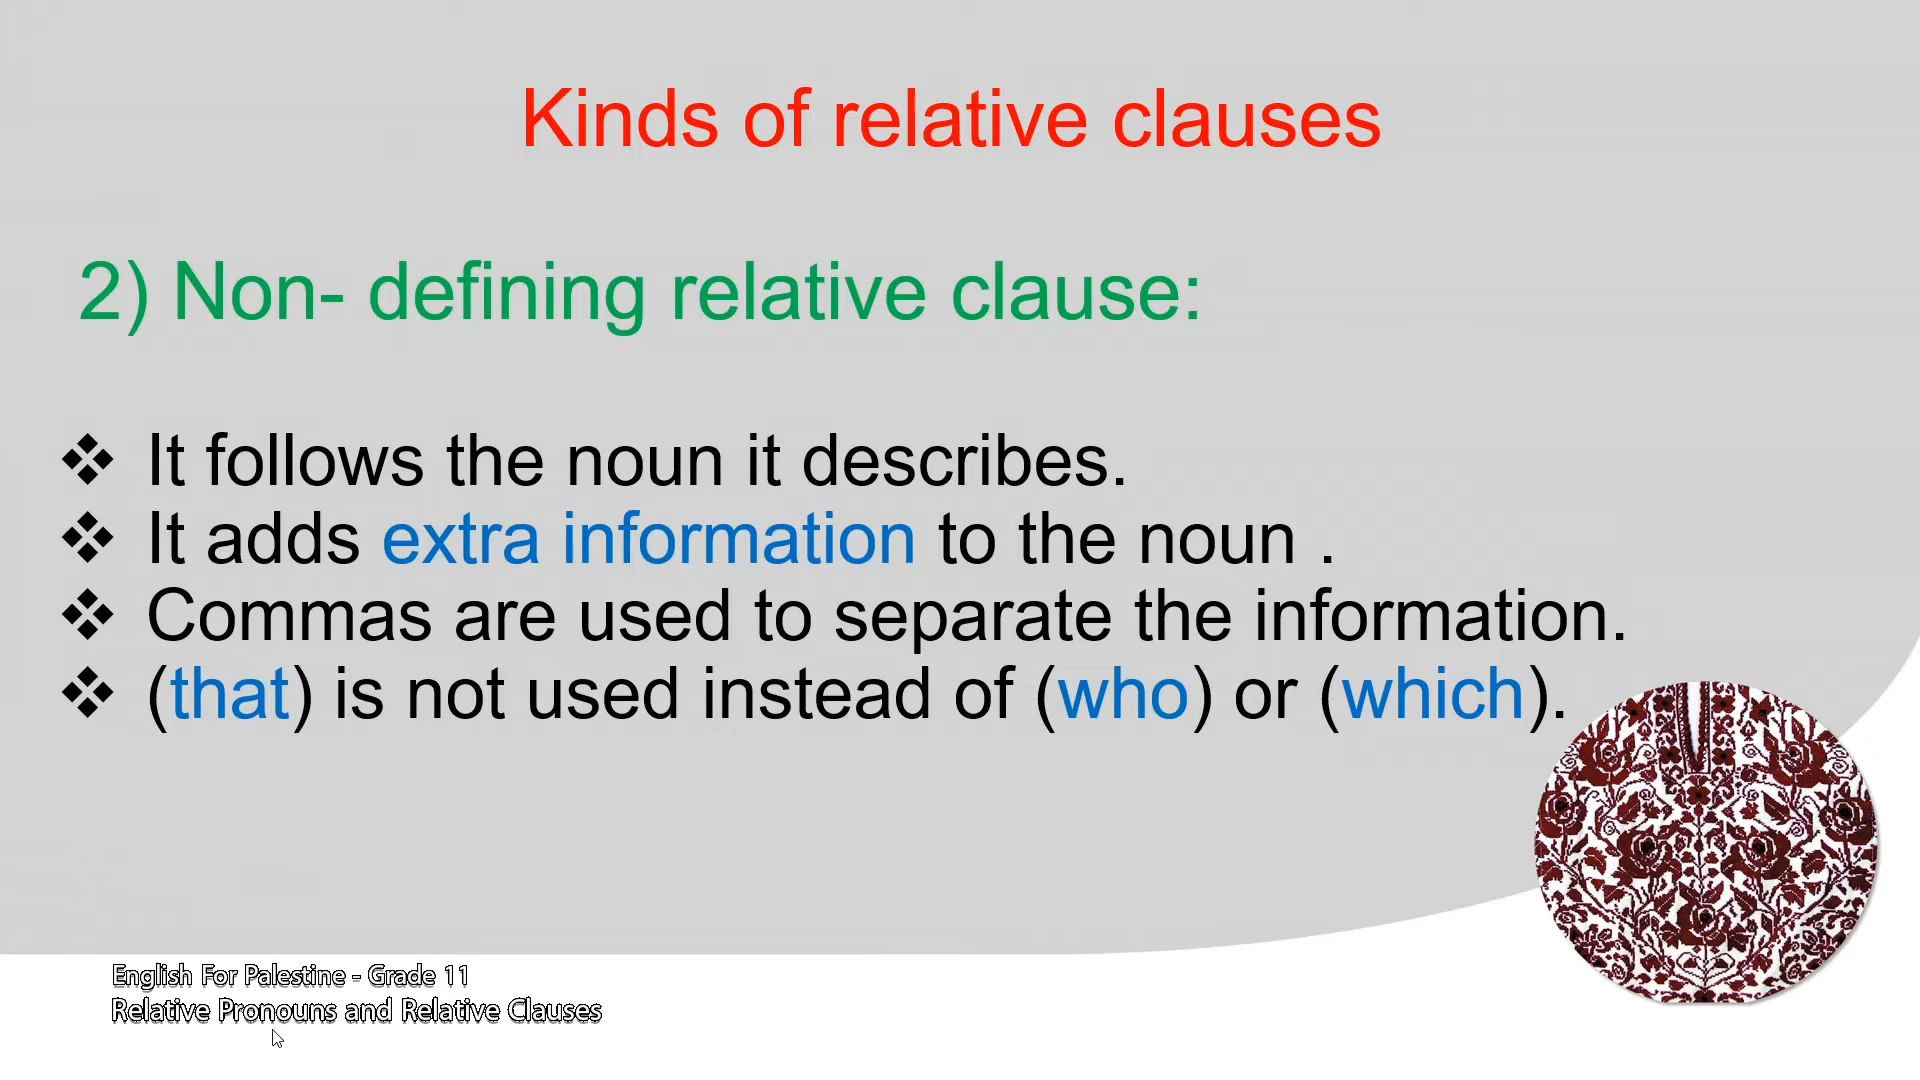 Kinds of relative clauses
2) Non- defining relative clause:
❖ It follows the noun it describes.
❖ It adds extra information to the noun .
❖ Commas are used to separate the information.
❖ (that) is not used instead of (who) or (which).
English For Palestine - Grade 11
Relative Pronouns and Relative Clauses